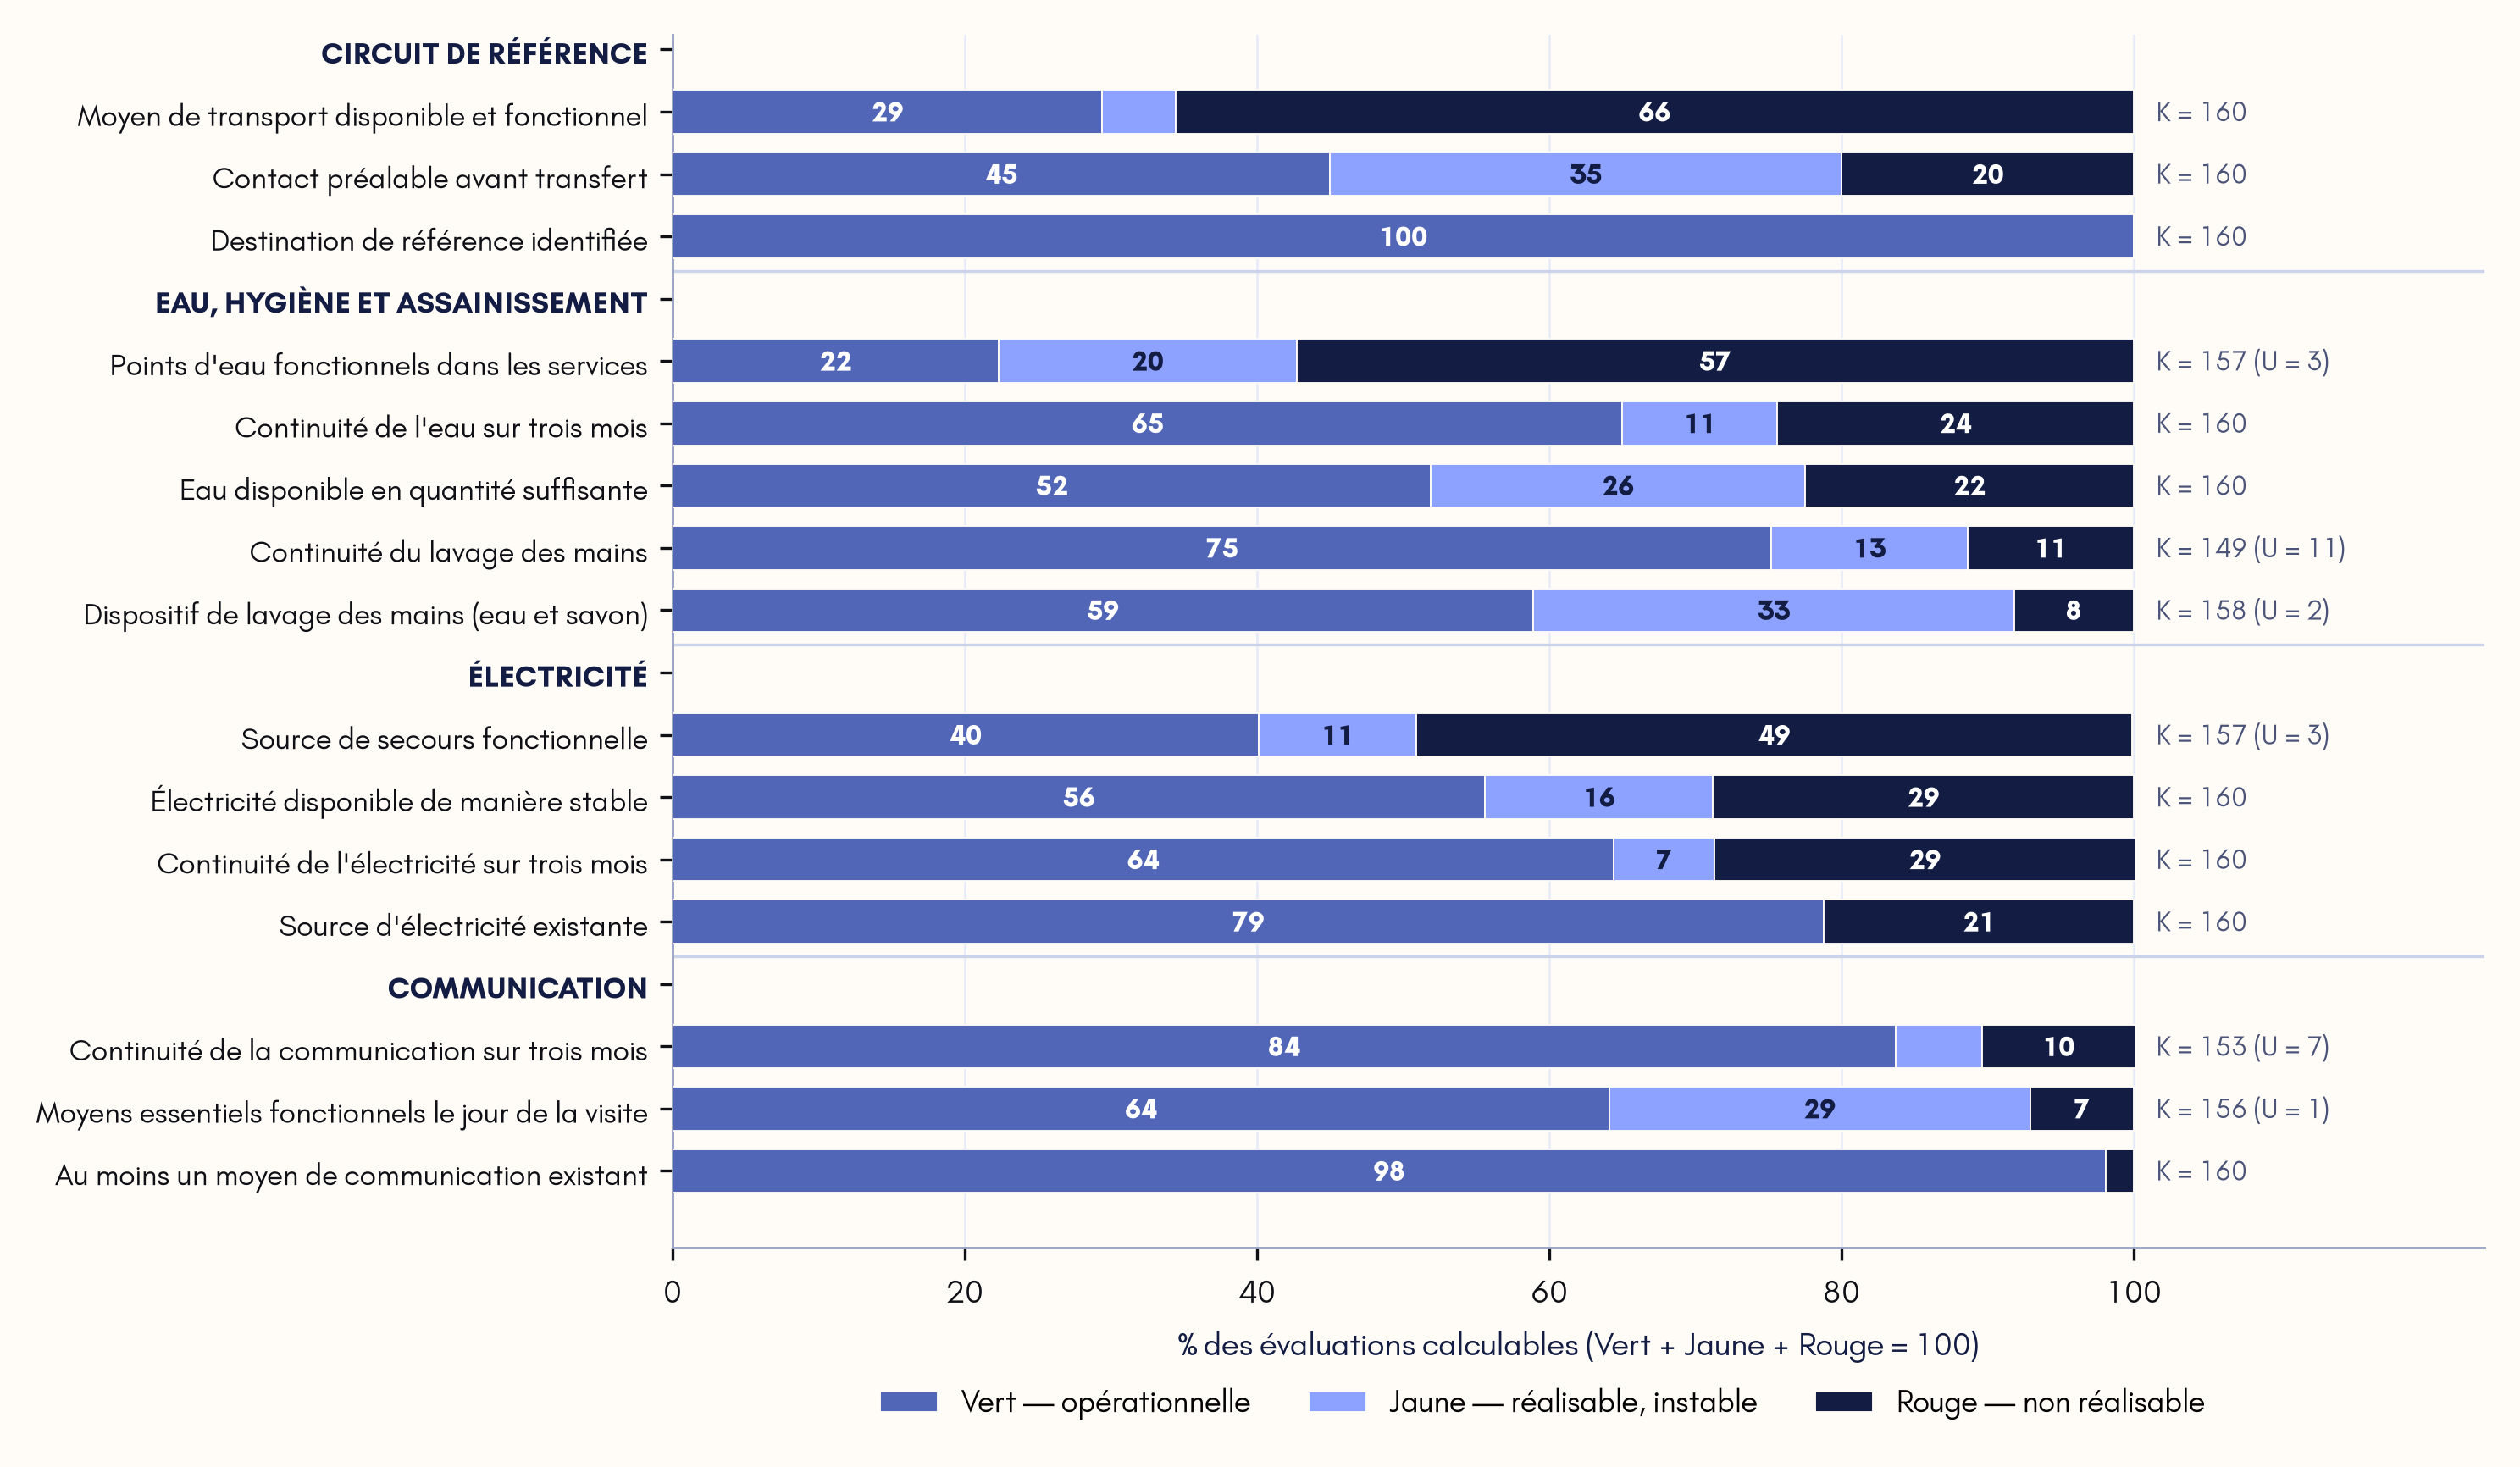 CIRCUIT DE RÉFÉRENCE
Moyen de transport disponible et fonctionnel 29 66 K = 160
Contact préalable avant transfert 45 35 20 K = 160
Destination de référence identifiée 100 K = 160
EAU, HYGIÈNE ET ASSAINISSEMENT
Points d'eau fonctionnels dans les services 22 20 57 K = 157 (U = 3)
Continuité de l'eau sur trois mois 65 11 24 K = 160
Eau disponible en quantité suffisante 52 26 22 K = 160
Continuité du lavage des mains 75 13 11 K = 149 (U = 11)
Dispositif de lavage des mains (eau et savon) 59 33 8 K = 158 (U = 2)
ÉLECTRICITÉ
Source de secours fonctionnelle 40 11 49 K = 157 (U = 3)
Électricité disponible de manière stable 56 16 29 K = 160
Continuité de l'électricité sur trois mois 64 7 29 K = 160
Source d'électricité existante 79 21 K = 160
COMMUNICATION
Continuité de la communication sur trois mois 84 10 K = 153 (U = 7)
Moyens essentiels fonctionnels le jour de la visite 64 29 7 K = 156 (U = 1)
Au moins un moyen de communication existant 98 K = 160
0 20 40 60 80 100
% des évaluations calculables (Vert + Jaune + Rouge = 100)
Vert — opérationnelle Jaune — réalisable, instable Rouge — non réalisable